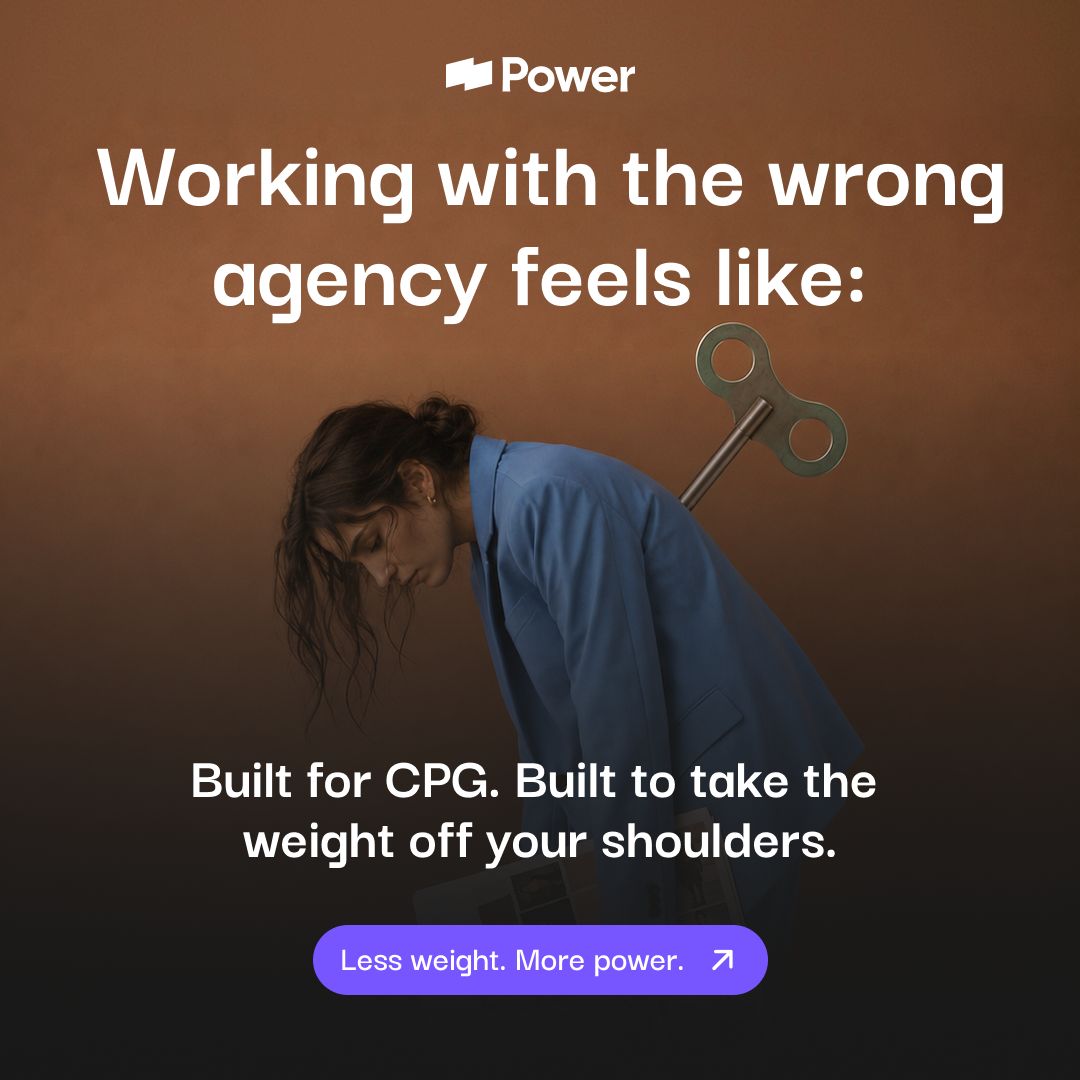 Power
Working with the wrong
agency feels like:
Built for CPG. Built to take the
weight off your shoulders.
Less weight. More power.